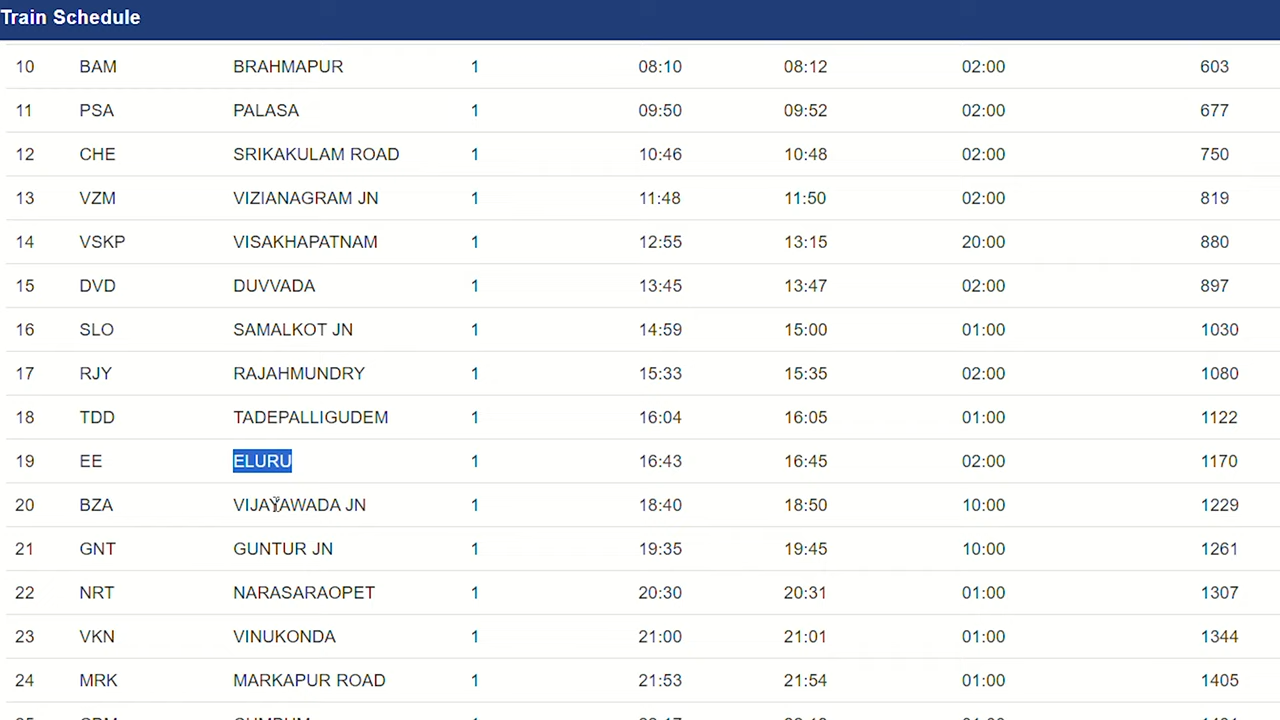 Train Schedule
10 BAM BRAHMAPUR 1 08:10 08:12 02:00 603
11 PSA PALASA 1 09:50 09:52 02:00 677
12 CHE SRIKAKULAM ROAD 1 10:46 10:48 02:00 750
13 VZM VIZIANAGRAM JN 1 11:48 11:50 02:00 819
14 VSKP VISAKHAPATNAM 1 12:55 13:15 20:00 880
15 DVD DUVVADA 1 13:45 13:47 02:00 897
16 SLO SAMALKOT JN 1 14:59 15:00 01:00 1030
17 RJY RAJAHMUNDRY 1 15:33 15:35 02:00 1080
18 TDD TADEPALLIGUDEM 1 16:04 16:05 01:00 1122
19 EE ELURU 1 16:43 16:45 02:00 1170
20 BZA VIJAYAWADA JN 1 18:40 18:50 10:00 1229
21 GNT GUNTUR JN 1 19:35 19:45 10:00 1261
22 NRT NARASARAOPET 1 20:30 20:31 01:00 1307
23 VKN VINUKONDA 1 21:00 21:01 01:00 1344
24 MRK MARKAPUR ROAD 1 21:53 21:54 01:00 1405